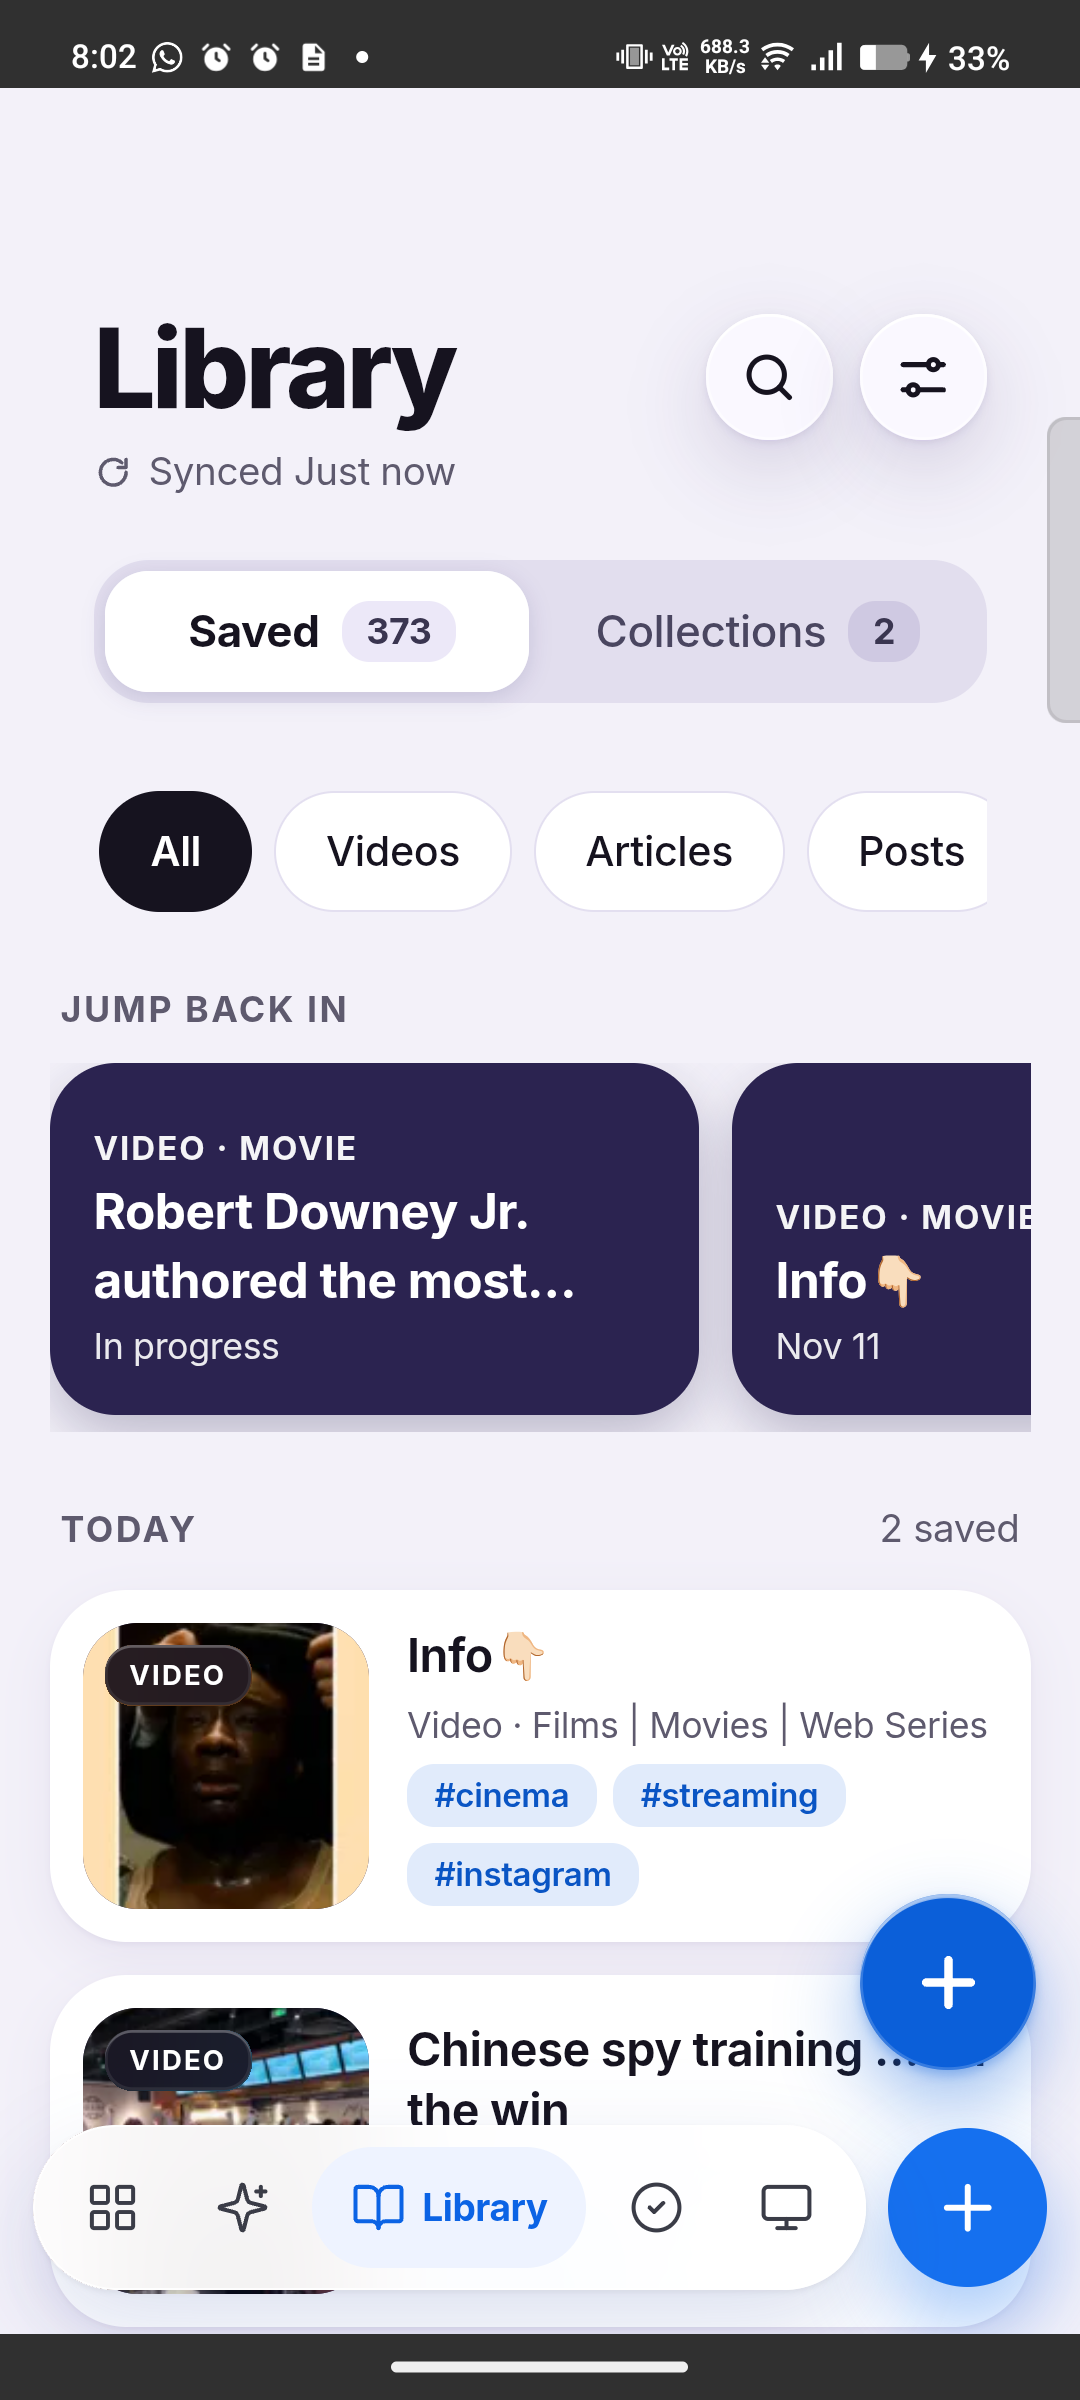 8:02
Vo)) LTE 688.3 KB/s 33%
Library
Synced Just now
Saved 373 Collections 2
All Videos Articles Posts
JUMP BACK IN
VIDEO · MOVIE
Robert Downey Jr.
authored the most...
In progress
VIDEO · MOVIE
Info👇🏻
Nov 11
TODAY 2 saved
VIDEO
Info👇🏻
Video · Films | Movies | Web Series
#cinema #streaming
#instagram
VIDEO
Chinese spy training ...
the win
Library